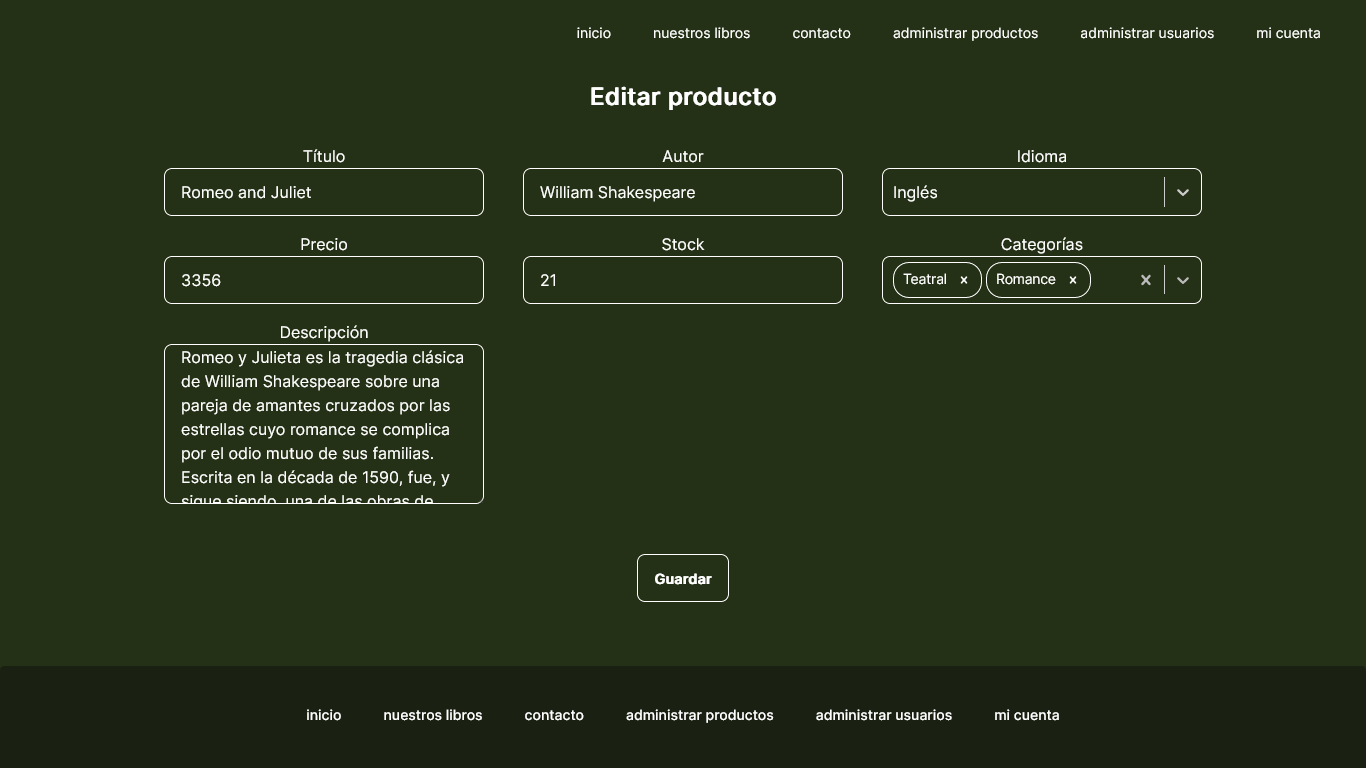 inicio nuestros libros contacto administrar productos administrar usuarios mi cuenta
Editar producto
Título Autor Idioma
Romeo and Juliet William Shakespeare Inglés
Precio Stock Categorías
3356 21 Teatral Romance
Descripción
Romeo y Julieta es la tragedia clásica
de William Shakespeare sobre una
pareja de amantes cruzados por las
estrellas cuyo romance se complica
por el odio mutuo de sus familias.
Escrita en la década de 1590, fue, y
sigue siendo, una de las obras de
Guardar
inicio nuestros libros contacto administrar productos administrar usuarios mi cuenta